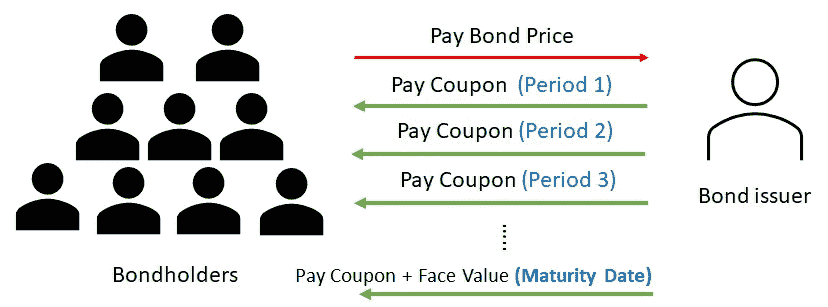 Pay Bond Price
Pay Coupon (Period 1)
Pay Coupon (Period 2)
Pay Coupon (Period 3)
Bond issuer
Bondholders
Pay Coupon + Face Value (Maturity Date)